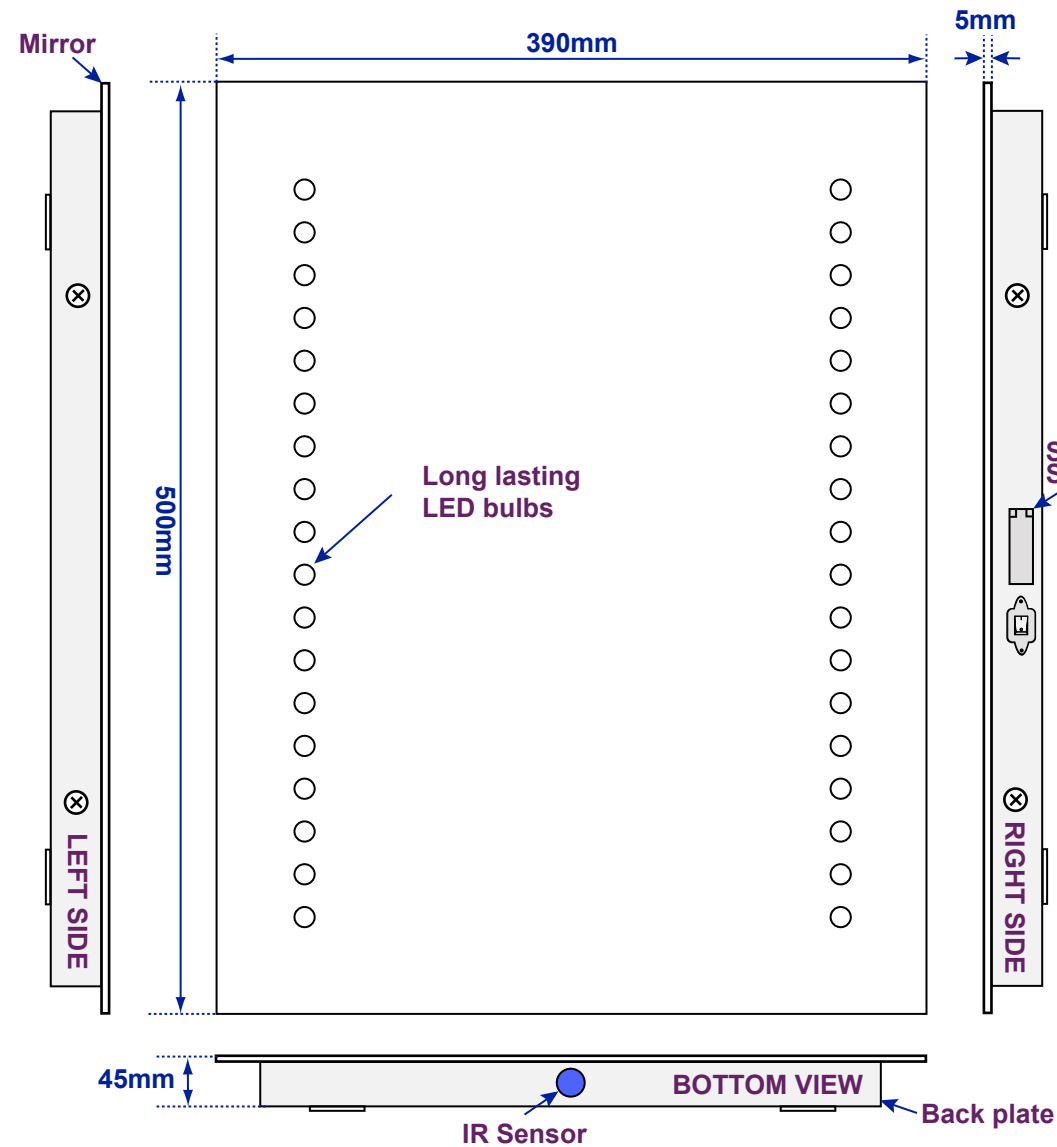 5mm
390mm
Mirror
Long lasting
LED bulbs
500mm
LEFT SIDE
RIGHT SIDE
45mm
BOTTOM VIEW
Back plate
IR Sensor